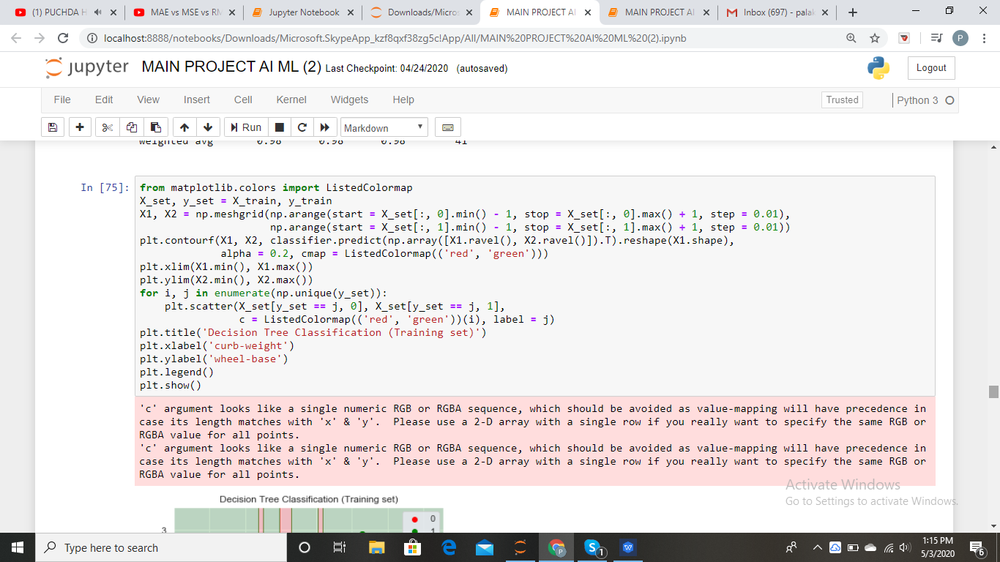 (1) PUCHDA H
MAE vs MSE vs RM
Jupyter Notebook
Downloads/Micros
MAIN PROJECT AI
MAIN PROJECT AI
Inbox (697) - palak
localhost:8888/notebooks/Downloads/Microsoft.SkypeApp_kzf8qxf38zg5c!App/All/MAIN%20PROJECT%20AI%20ML%20(2).ipynb
P
jupyter MAIN PROJECT AI ML (2) Last Checkpoint: 04/24/2020 (autosaved)
Logout
File Edit View Insert Cell Kernel Widgets Help
Trusted
Python 3
Run
Markdown
weighted avg 0.98 0.98 0.98 41
In [75]:
from matplotlib.colors import ListedColormap
X_set, y_set = X_train, y_train
X1, X2 = np.meshgrid(np.arange(start = X_set[:, 0].min() - 1, stop = X_set[:, 0].max() + 1, step = 0.01),
np.arange(start = X_set[:, 1].min() - 1, stop = X_set[:, 1].max() + 1, step = 0.01))
plt.contourf(X1, X2, classifier.predict(np.array([X1.ravel(), X2.ravel()]).T).reshape(X1.shape),
alpha = 0.2, cmap = ListedColormap(('red', 'green')))
plt.xlim(X1.min(), X1.max())
plt.ylim(X2.min(), X2.max())
for i, j in enumerate(np.unique(y_set)):
plt.scatter(X_set[y_set == j, 0], X_set[y_set == j, 1],
c = ListedColormap(('red', 'green'))(i), label = j)
plt.title('Decision Tree Classification (Training set)')
plt.xlabel('curb-weight')
plt.ylabel('wheel-base')
plt.legend()
plt.show()
'c' argument looks like a single numeric RGB or RGBA sequence, which should be avoided as value-mapping will have precedence in
case its length matches with 'x' & 'y'.  Please use a 2-D array with a single row if you really want to specify the same RGB or
RGBA value for all points.
'c' argument looks like a single numeric RGB or RGBA sequence, which should be avoided as value-mapping will have precedence in
case its length matches with 'x' & 'y'.  Please use a 2-D array with a single row if you really want to specify the same RGB or
RGBA value for all points.
Activate Windows
Go to Settings to activate Windows.
Decision Tree Classification (Training set)
0
1
3
Type here to search
P
S
1
W
1:15 PM
5/3/2020
6